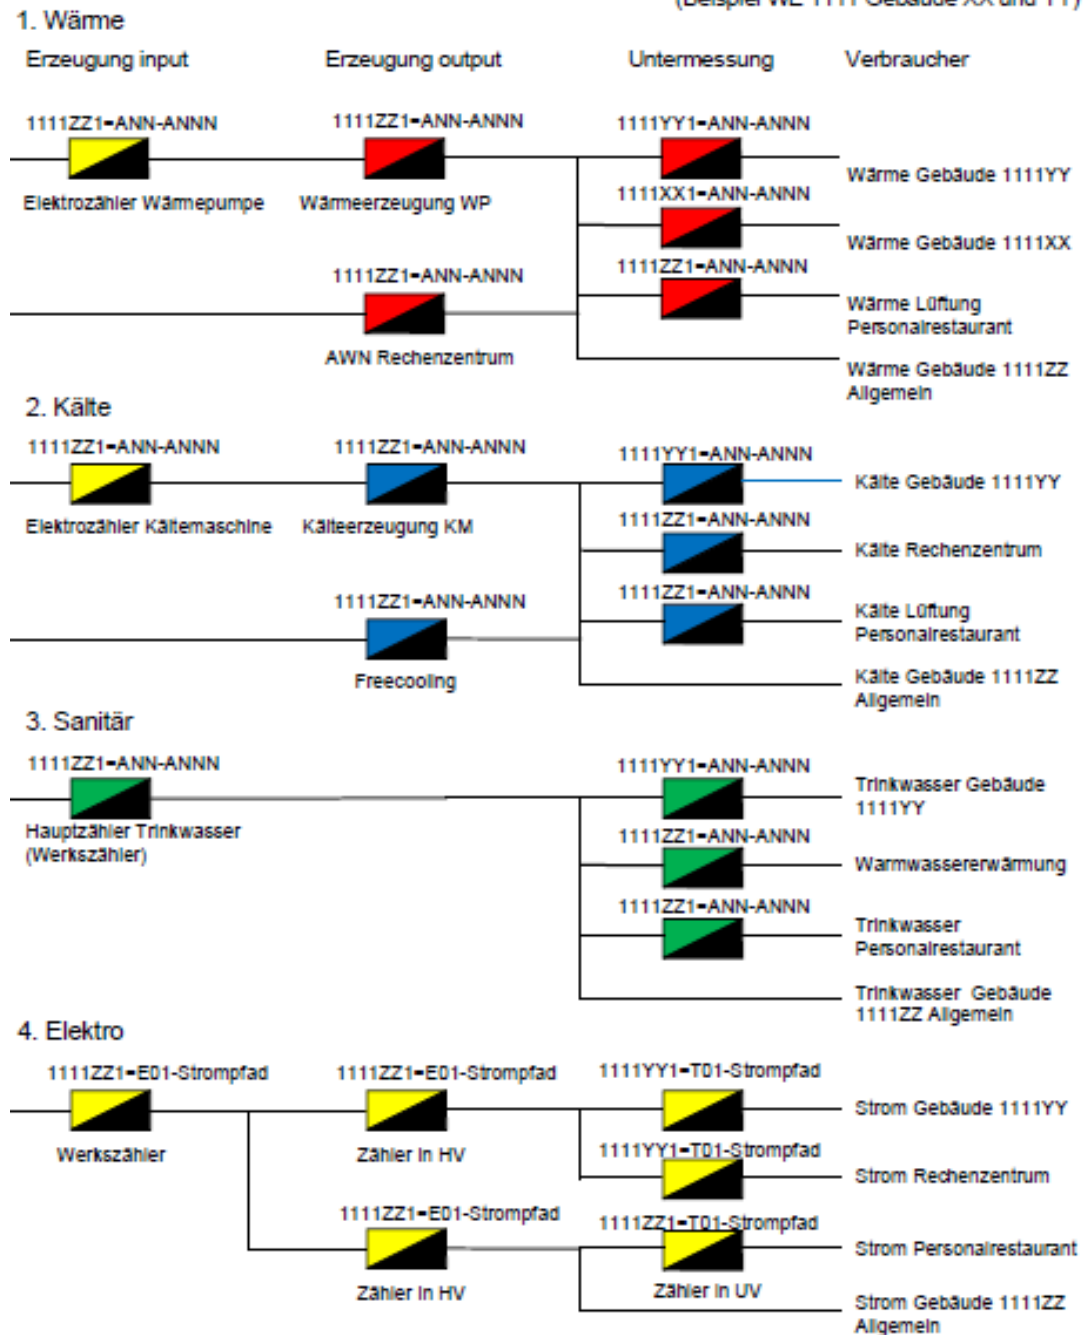 (Beispiel WE 1111 Gebäude XX und YY)
1. Wärme
Erzeugung input
Erzeugung output
Untermessung
Verbraucher
1111ZZ1=ANN-ANNN
1111ZZ1=ANN-ANNN
1111YY1=ANN-ANNN
Elektrozähler Wärmepumpe
Wärmeerzeugung WP
Wärme Gebäude 1111YY
1111XX1=ANN-ANNN
Wärme Gebäude 1111XX
1111ZZ1=ANN-ANNN
1111ZZ1=ANN-ANNN
Wärme Lüftung
Personalrestaurant
AWN Rechenzentrum
Wärme Gebäude 1111ZZ
Allgemein
2. Kälte
1111ZZ1=ANN-ANNN
1111ZZ1=ANN-ANNN
1111YY1=ANN-ANNN
Kälte Gebäude 1111YY
Elektrozähler Kältemaschine
Kälteerzeugung KM
1111ZZ1=ANN-ANNN
Kälte Rechenzentrum
1111ZZ1=ANN-ANNN
1111ZZ1=ANN-ANNN
Kälte Lüftung
Personalrestaurant
Freecooling
Kälte Gebäude 1111ZZ
Allgemein
3. Sanitär
1111ZZ1=ANN-ANNN
1111YY1=ANN-ANNN
Trinkwasser Gebäude
1111YY
Hauptzähler Trinkwasser
(Werkszähler)
1111ZZ1=ANN-ANNN
Warmwassererwärmung
1111ZZ1=ANN-ANNN
Trinkwasser
Personalrestaurant
Trinkwasser Gebäude
1111ZZ Allgemein
4. Elektro
1111ZZ1=E01-Strompfad
1111ZZ1=E01-Strompfad
1111YY1=T01-Strompfad
Strom Gebäude 1111YY
Werkszähler
Zähler in HV
1111YY1=T01-Strompfad
Strom Rechenzentrum
1111ZZ1=E01-Strompfad
1111ZZ1=T01-Strompfad
Strom Personalrestaurant
Zähler in HV
Zähler in UV
Strom Gebäude 1111ZZ
Allgemein